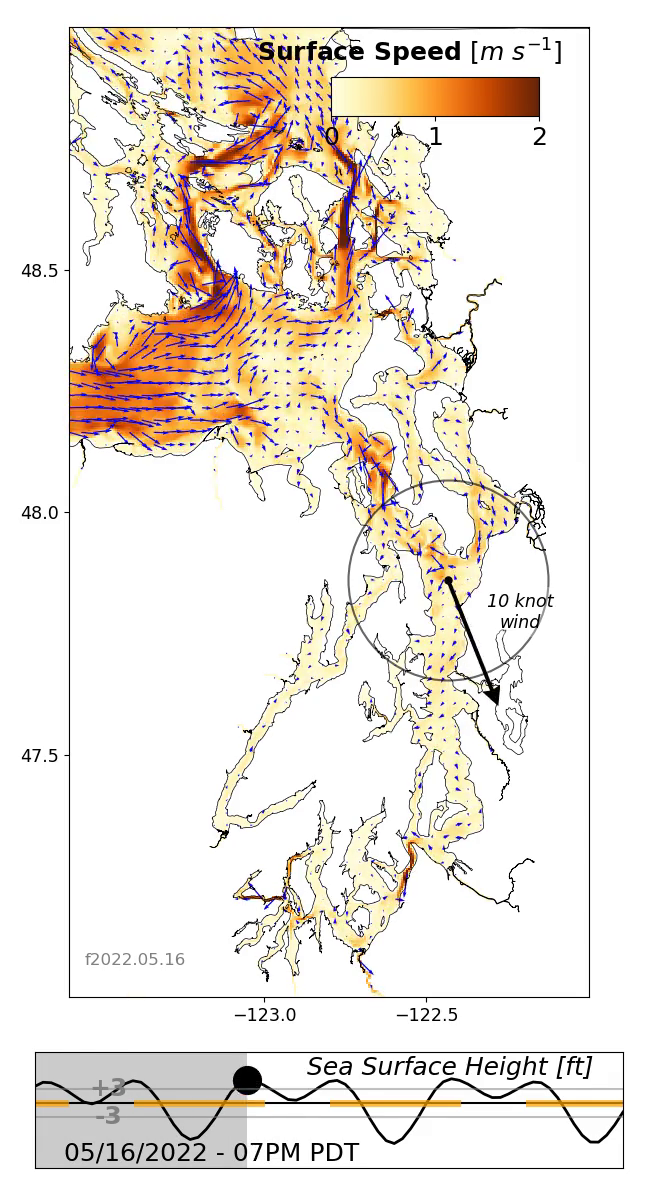 Surface Speed [m s⁻¹]
0 1 2
48.5
48.0
10 knot
wind
47.5
f2022.05.16
−123.0 −122.5
Sea Surface Height [ft]
+3
-3
05/16/2022 - 07PM PDT